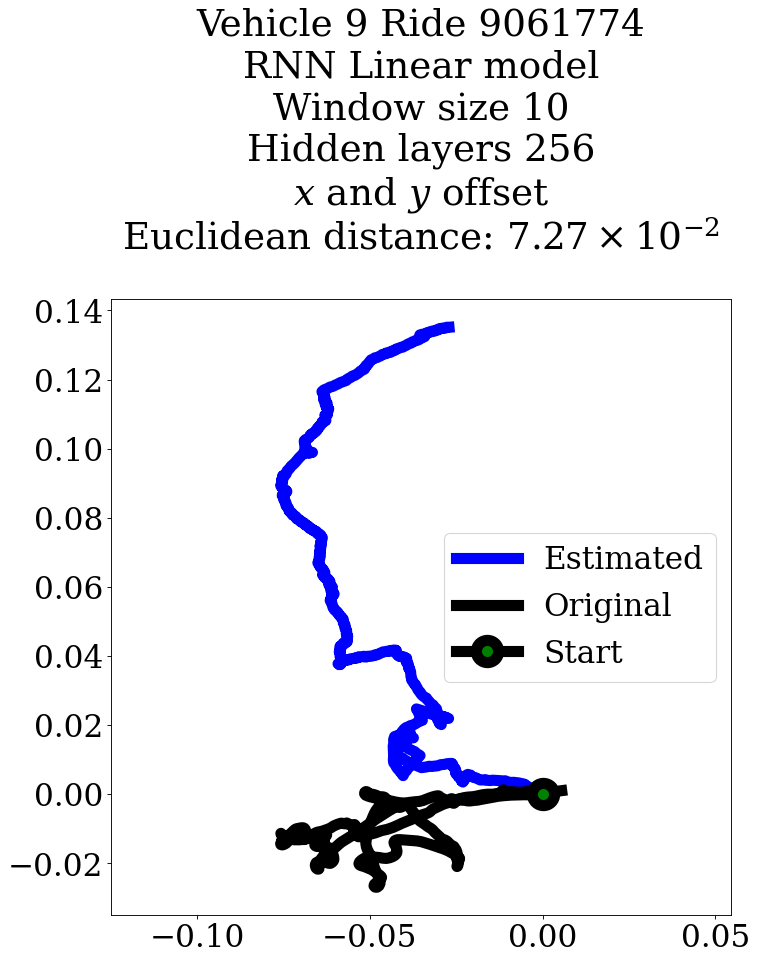 Vehicle 9 Ride 9061774
RNN Linear model
Window size 10
Hidden layers 256
x and y offset
Euclidean distance: 7.27 × 10⁻²
0.14
0.12
0.10
0.08
0.06
0.04
0.02
0.00
−0.02
Estimated
Original
Start
−0.10 −0.05 0.00 0.05